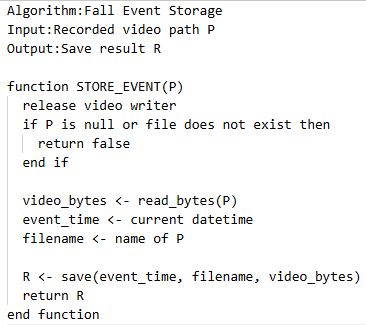 Algorithm:Fall Event Storage
Input:Recorded video path P
Output:Save result R

function STORE_EVENT(P)
  release video writer
  if P is null or file does not exist then
    return false
  end if

  video_bytes <- read_bytes(P)
  event_time <- current datetime
  filename <- name of P

  R <- save(event_time, filename, video_bytes)
  return R
end function